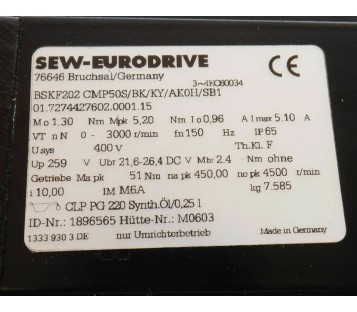 SEW-EURODRIVE
76646 Bruchsal/Germany 3~IEC60034
BSKF202 CMP50S/BK/KY/AK0H/SB1
01.7274427602.0001.15
Mo 1.30 Nm Mpk 5,20 Nm Io 0,96 A Imax 5.10 A
VT nN 0- 3000 r/min fn 150 Hz IP 65
Usys 400 V Th.Kl. F
Up 259 V Ubr 21,6-26,4 DC V Mbr 2.4 Nm ohne
Getriebe Ma pk 51 Nm na pk 450,00 ne pk 4500 r/min
i 10,00 IM M6A kg 7.585
CLP PG 220 Synth.Öl/0,25 l
ID-Nr.: 1896565 Hütte-Nr.: M0603
1333 930 3 DE nur Umrichterbetrieb Made in Germany